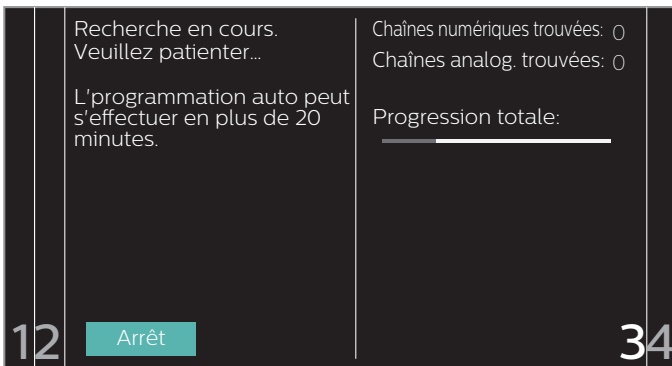 Recherche en cours.
Veuillez patienter...
L'programmation auto peut
s'effectuer en plus de 20
minutes.
Chaînes numériques trouvées: 0
Chaînes analog. trouvées: 0
Progression totale:
12
Arrêt
34